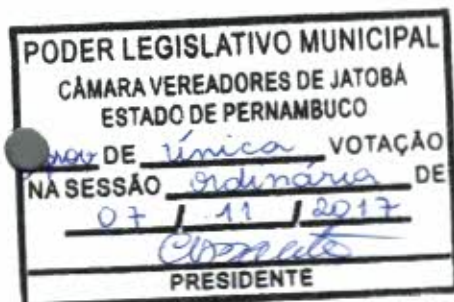 PODER LEGISLATIVO MUNICIPAL
CÂMARA VEREADORES DE JATOBÁ
ESTADO DE PERNAMBUCO
DE única VOTAÇÃO
NA SESSÃO ordinária DE
07 / 11 / 2017
PRESIDENTE